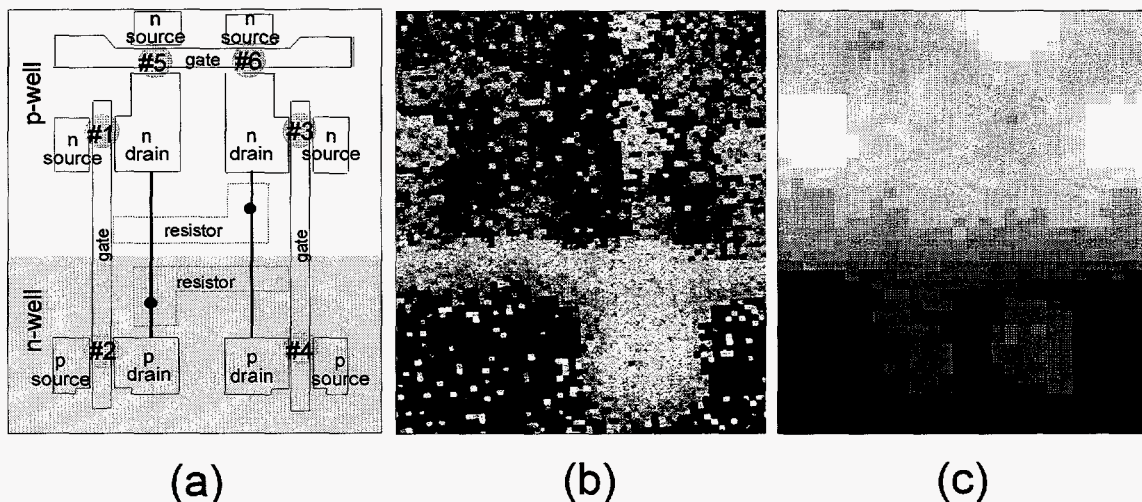 n
source
n
source
#5
gate
#6
p-well
#1
n
source
n
drain
n
drain
#3
n
source
resistor
gate
gate
resistor
n-well
#2
p
source
p
drain
p
drain
#4
p
source
(a)
(b)
(c)